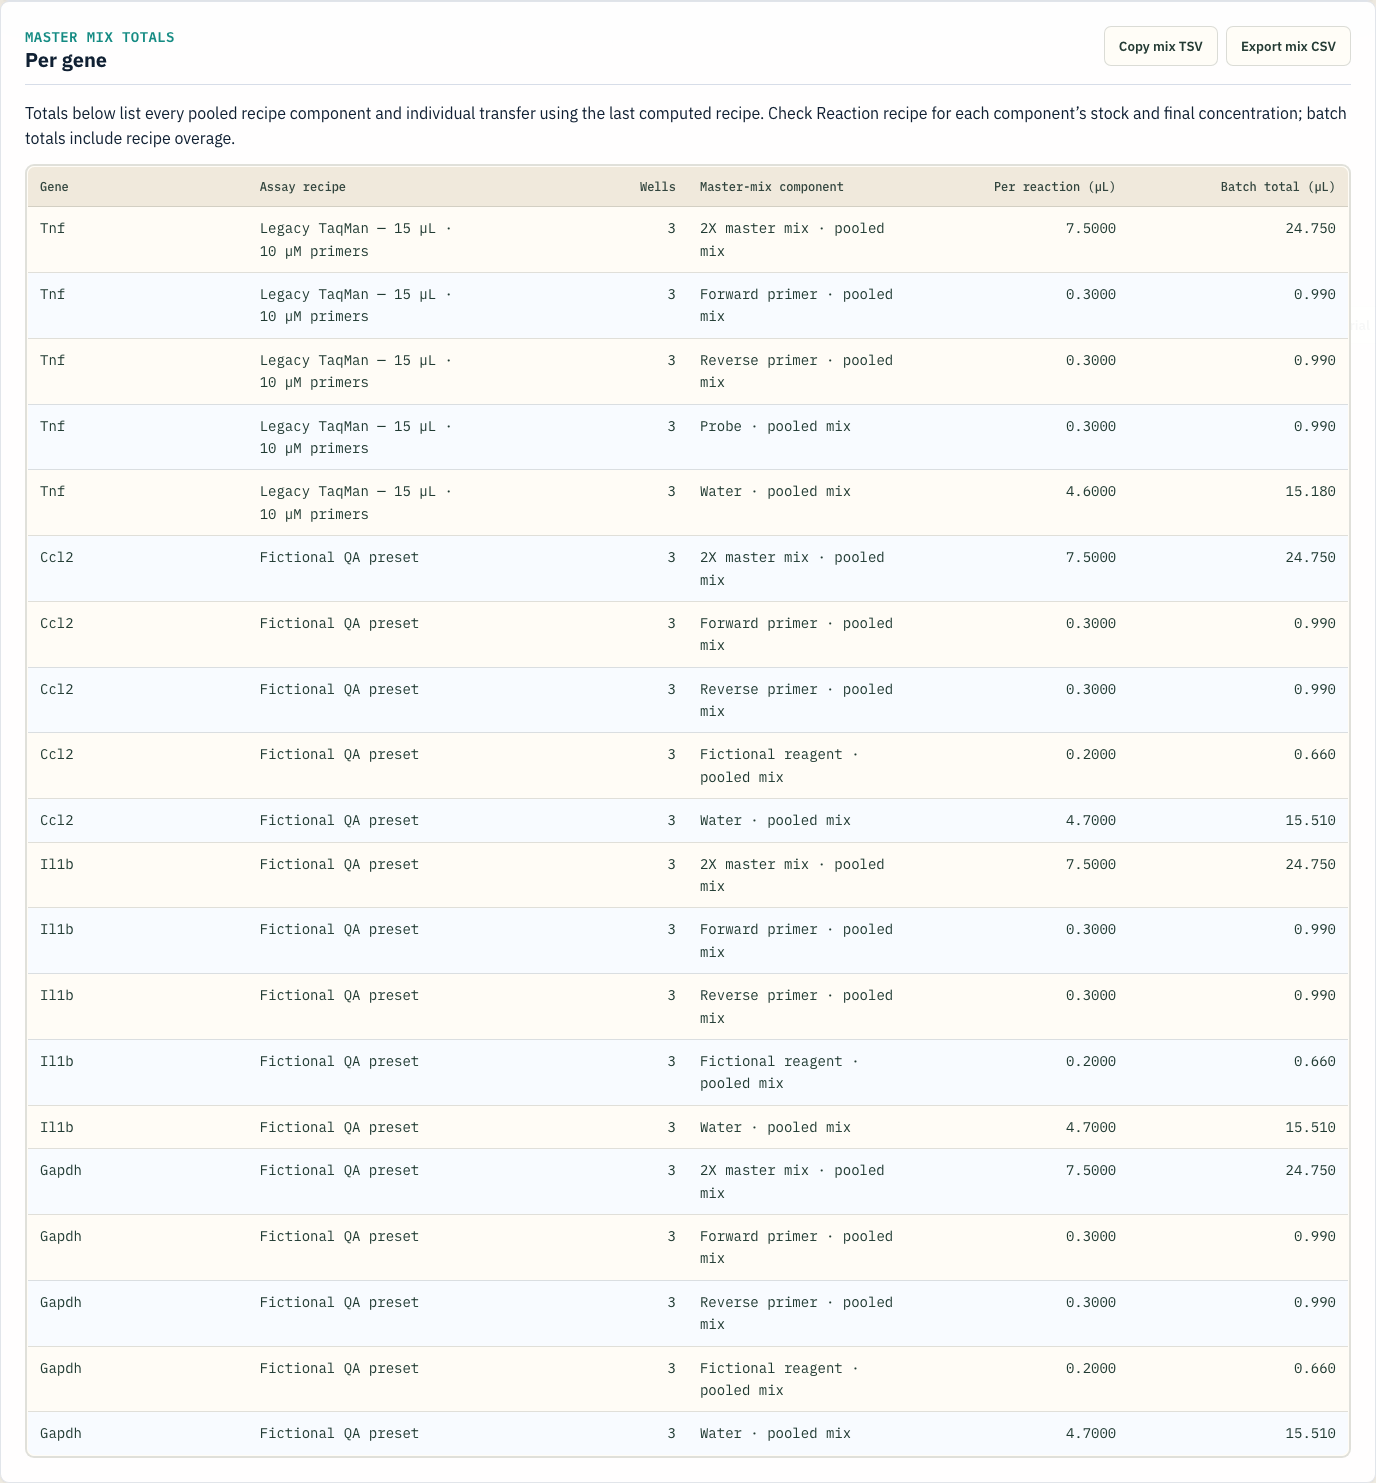 MASTER MIX TOTALS
Per gene
Copy mix TSV
Export mix CSV
Totals below list every pooled recipe component and individual transfer using the last computed recipe. Check Reaction recipe for each component’s stock and final concentration; batch
totals include recipe overage.
Gene Assay recipe Wells Master-mix component Per reaction (µL) Batch total (µL)
Tnf Legacy TaqMan — 15 µL · 3 2X master mix · pooled 7.5000 24.750
10 µM primers mix
Tnf Legacy TaqMan — 15 µL · 3 Forward primer · pooled 0.3000 0.990
10 µM primers mix
Tnf Legacy TaqMan — 15 µL · 3 Reverse primer · pooled 0.3000 0.990
10 µM primers mix
Tnf Legacy TaqMan — 15 µL · 3 Probe · pooled mix 0.3000 0.990
10 µM primers
Tnf Legacy TaqMan — 15 µL · 3 Water · pooled mix 4.6000 15.180
10 µM primers
Ccl2 Fictional QA preset 3 2X master mix · pooled 7.5000 24.750
mix
Ccl2 Fictional QA preset 3 Forward primer · pooled 0.3000 0.990
mix
Ccl2 Fictional QA preset 3 Reverse primer · pooled 0.3000 0.990
mix
Ccl2 Fictional QA preset 3 Fictional reagent · 0.2000 0.660
pooled mix
Ccl2 Fictional QA preset 3 Water · pooled mix 4.7000 15.510
Il1b Fictional QA preset 3 2X master mix · pooled 7.5000 24.750
mix
Il1b Fictional QA preset 3 Forward primer · pooled 0.3000 0.990
mix
Il1b Fictional QA preset 3 Reverse primer · pooled 0.3000 0.990
mix
Il1b Fictional QA preset 3 Fictional reagent · 0.2000 0.660
pooled mix
Il1b Fictional QA preset 3 Water · pooled mix 4.7000 15.510
Gapdh Fictional QA preset 3 2X master mix · pooled 7.5000 24.750
mix
Gapdh Fictional QA preset 3 Forward primer · pooled 0.3000 0.990
mix
Gapdh Fictional QA preset 3 Reverse primer · pooled 0.3000 0.990
mix
Gapdh Fictional QA preset 3 Fictional reagent · 0.2000 0.660
pooled mix
Gapdh Fictional QA preset 3 Water · pooled mix 4.7000 15.510